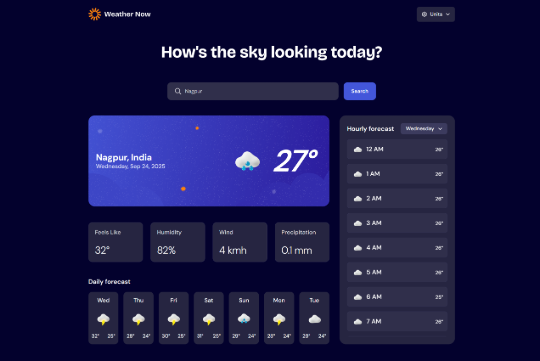 Weather Now
Units
How's the sky looking today?
Nagpur
Search
Nagpur, India
Wednesday, Sep 24, 2025
27°
Feels Like
32°
Humidity
82%
Wind
4 kmh
Precipitation
0.1 mm
Daily forecast
Wed
32° 25°
Thu
28° 24°
Fri
30° 25°
Sat
31° 25°
Sun
29° 24°
Mon
28° 24°
Tue
28° 24°
Hourly forecast
Wednesday
12 AM 26°
1 AM 26°
2 AM 26°
3 AM 26°
4 AM 26°
5 AM 26°
6 AM 25°
7 AM 26°